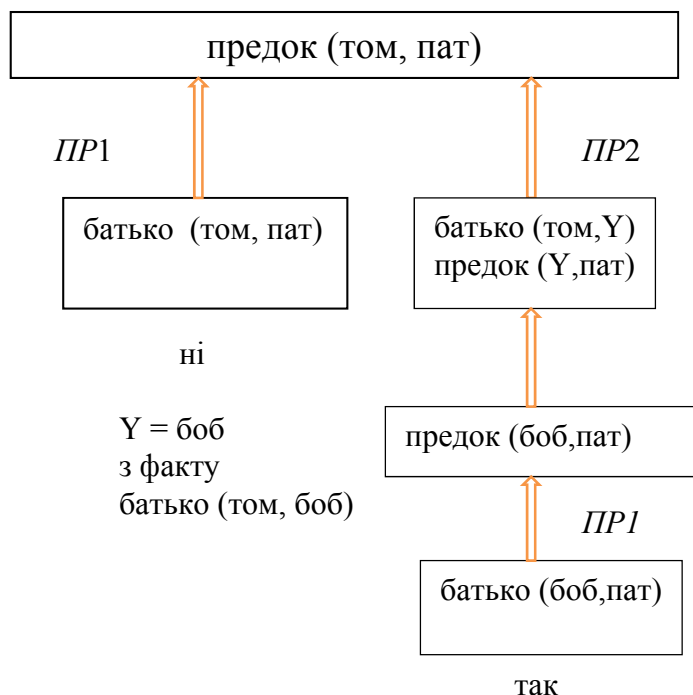 предок (том, пат)
ПР1
ПР2
батько (том, пат)
батько (том,Y)
предок (Y,пат)
ні
Y = боб
з факту
батько (том, боб)
предок (боб,пат)
ПР1
батько (боб,пат)
так